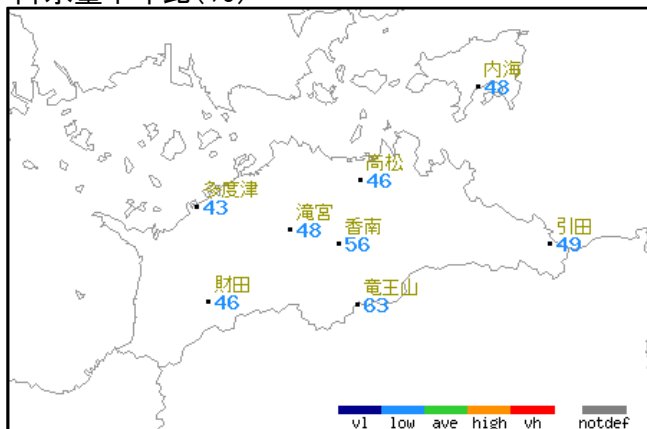 内海
48
高松
46
多度津
43
滝宮
48
香南
56
引田
49
財田
46
竜王山
63
vl low ave high vh notdef